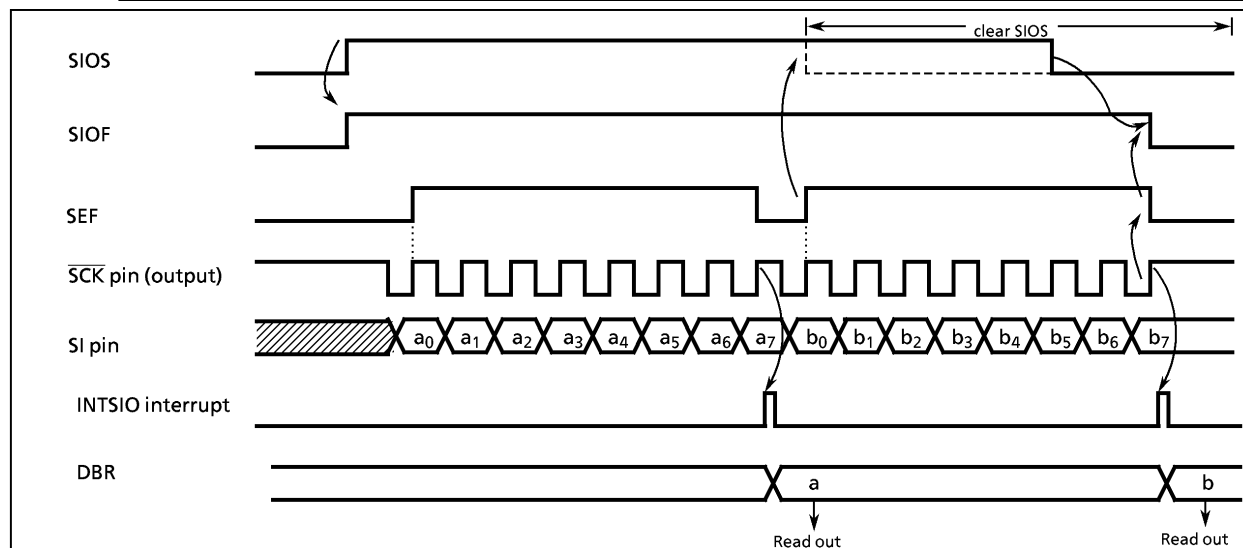 clear SIOS
SIOS
SIOF
SEF
SCK pin (output)
SI pin
a0 a1 a2 a3 a4 a5 a6 a7 b0 b1 b2 b3 b4 b5 b6 b7
INTSIO interrupt
DBR
a b
Read out Read out